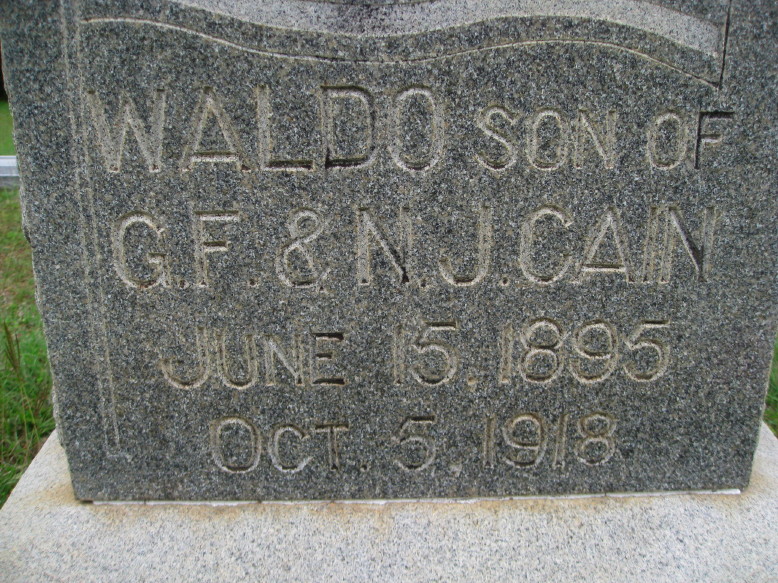 WALDO SON OF
G.F. & N.J. CAIN
JUNE 15, 1895
OCT. 5, 1918